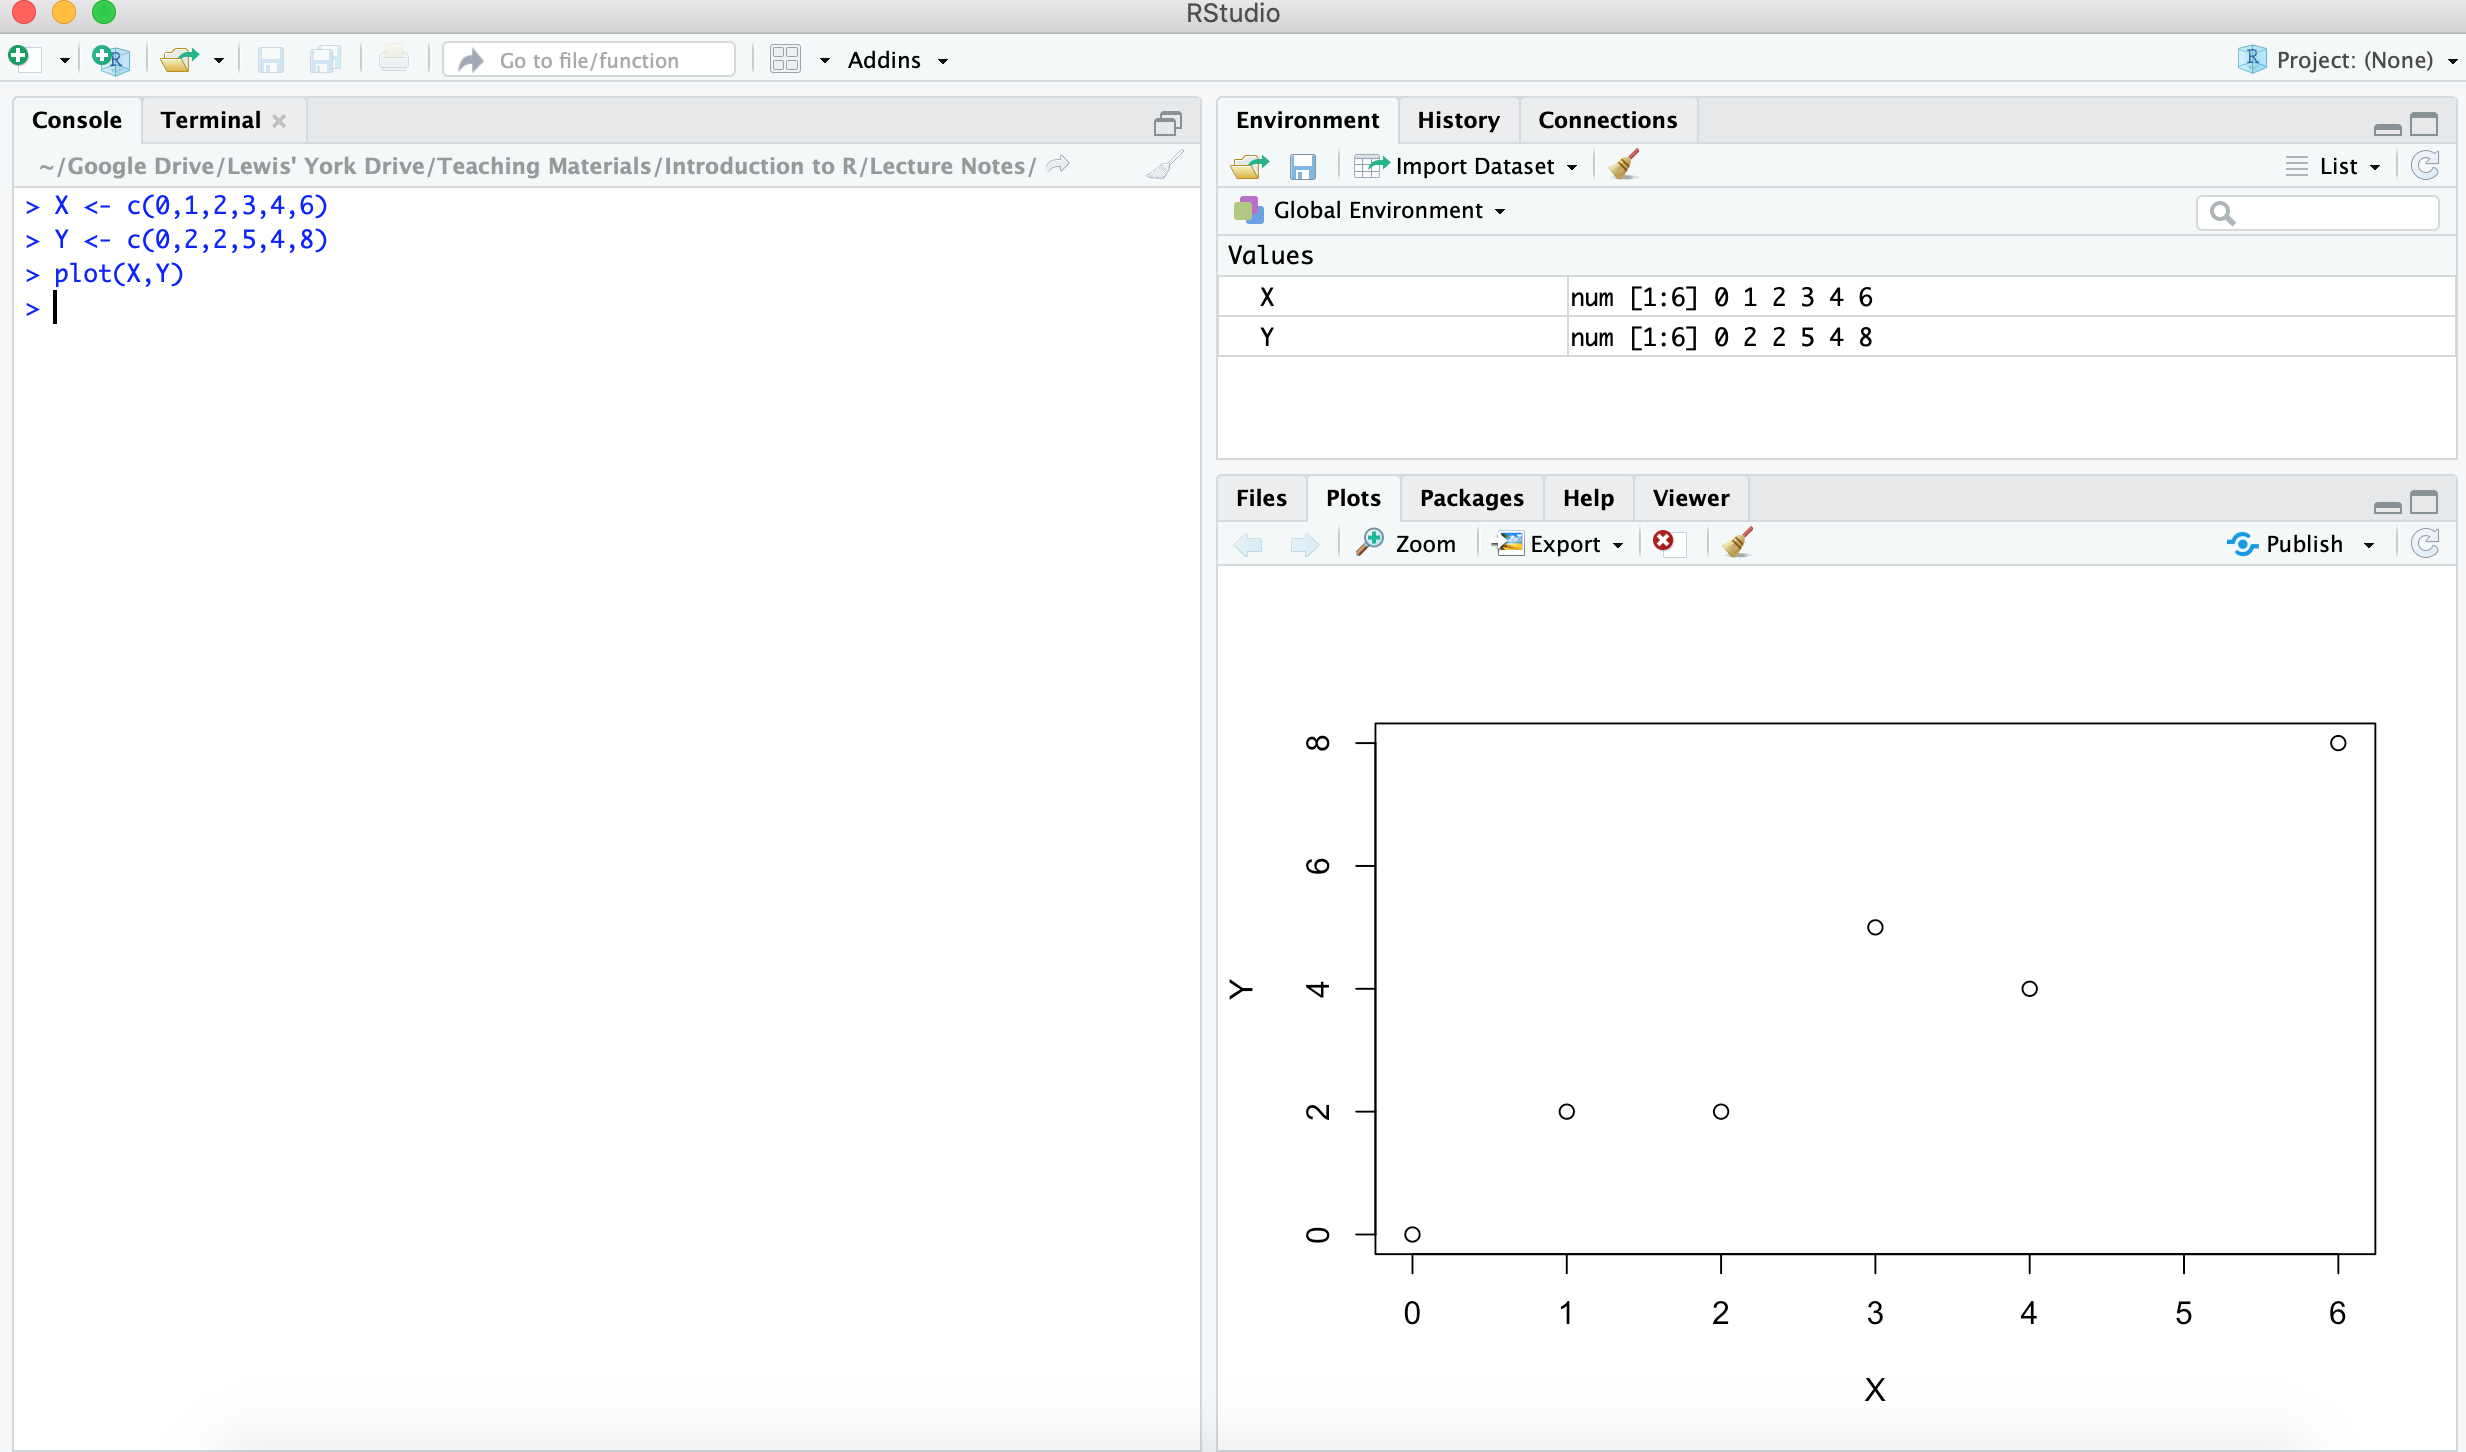 RStudio
Go to file/function
Addins
Project: (None)
Console
Terminal
~/Google Drive/Lewis' York Drive/Teaching Materials/Introduction to R/Lecture Notes/
> X <- c(0,1,2,3,4,6)
> Y <- c(0,2,2,5,4,8)
> plot(X,Y)
>
Environment
History
Connections
Import Dataset
List
Global Environment
Values
X num [1:6] 0 1 2 3 4 6
Y num [1:6] 0 2 2 5 4 8
Files
Plots
Packages
Help
Viewer
Zoom
Export
Publish
8
6
4
2
0
Y
0 1 2 3 4 5 6
X